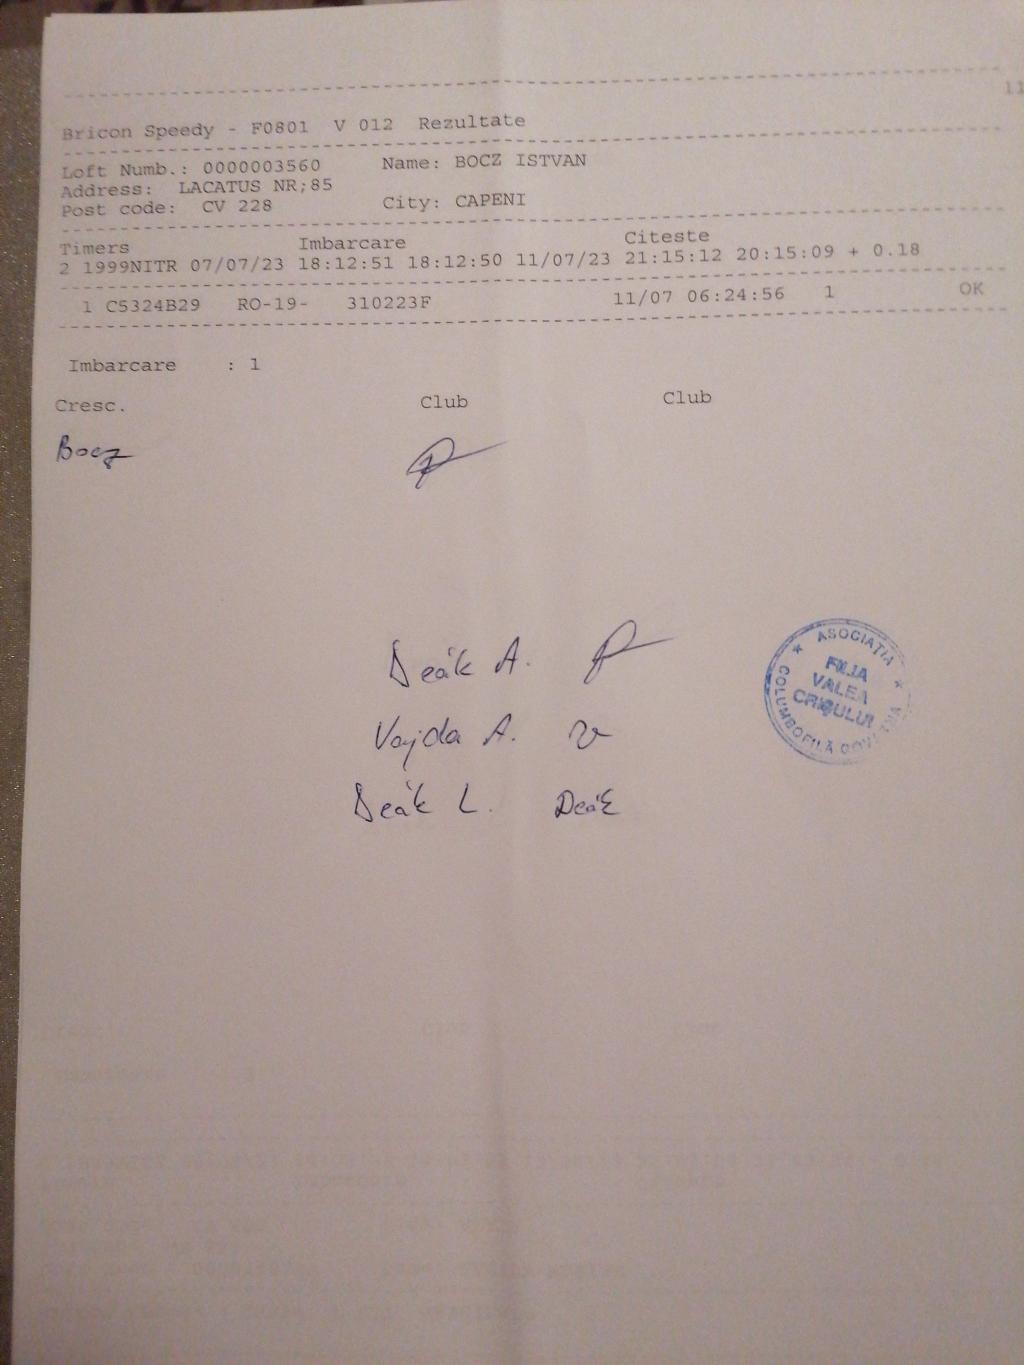 11
Bricon Speedy - F0801 V 012 Rezultate
Loft Numb.: 0000003560 Name: BOCZ ISTVAN
Address: LACATUS NR;85
Post code: CV 228 City: CAPENI
Timers Imbarcare Citeste
2 1999NITR 07/07/23 18:12:51 18:12:50 11/07/23 21:15:12 20:15:09 + 0.18
1 C5324B29 RO-19- 310223F 11/07 06:24:56 1 OK
Imbarcare : 1
Cresc. Club Club
Bocz
Deák A.
Vajda A.
Deák L. Deák
ASOCIAȚIA
FILIA
VALEA
CRIȘULUI
COLUMBOFILĂ COVASNA